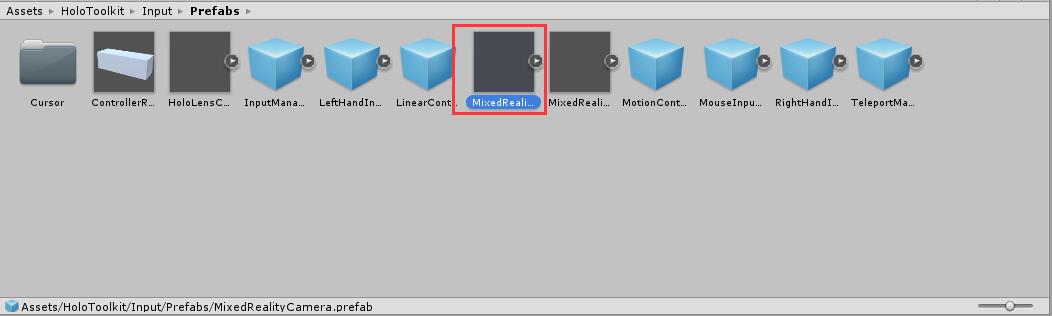 Assets ▸ HoloToolkit ▸ Input ▸ Prefabs ▸
Cursor
ControllerR...
HoloLensC...
InputMana...
LeftHandIn...
LinearCont...
MixedReali...
MixedReali...
MotionCont...
MouseInpu...
RightHandI...
TeleportMa...
Assets/HoloToolkit/Input/Prefabs/MixedRealityCamera.prefab